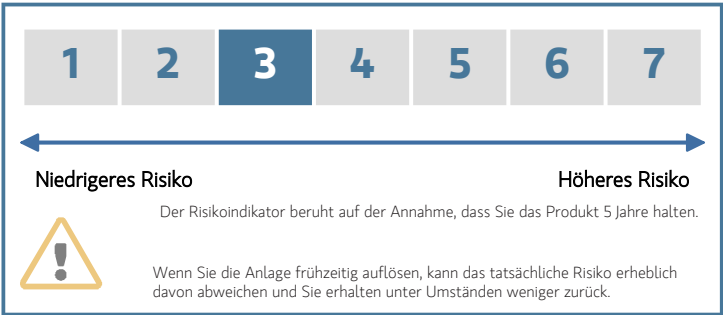 1 2 3 4 5 6 7
Niedrigeres Risiko Höheres Risiko
Der Risikoindikator beruht auf der Annahme, dass Sie das Produkt 5 Jahre halten.
Wenn Sie die Anlage frühzeitig auflösen, kann das tatsächliche Risiko erheblich
davon abweichen und Sie erhalten unter Umständen weniger zurück.